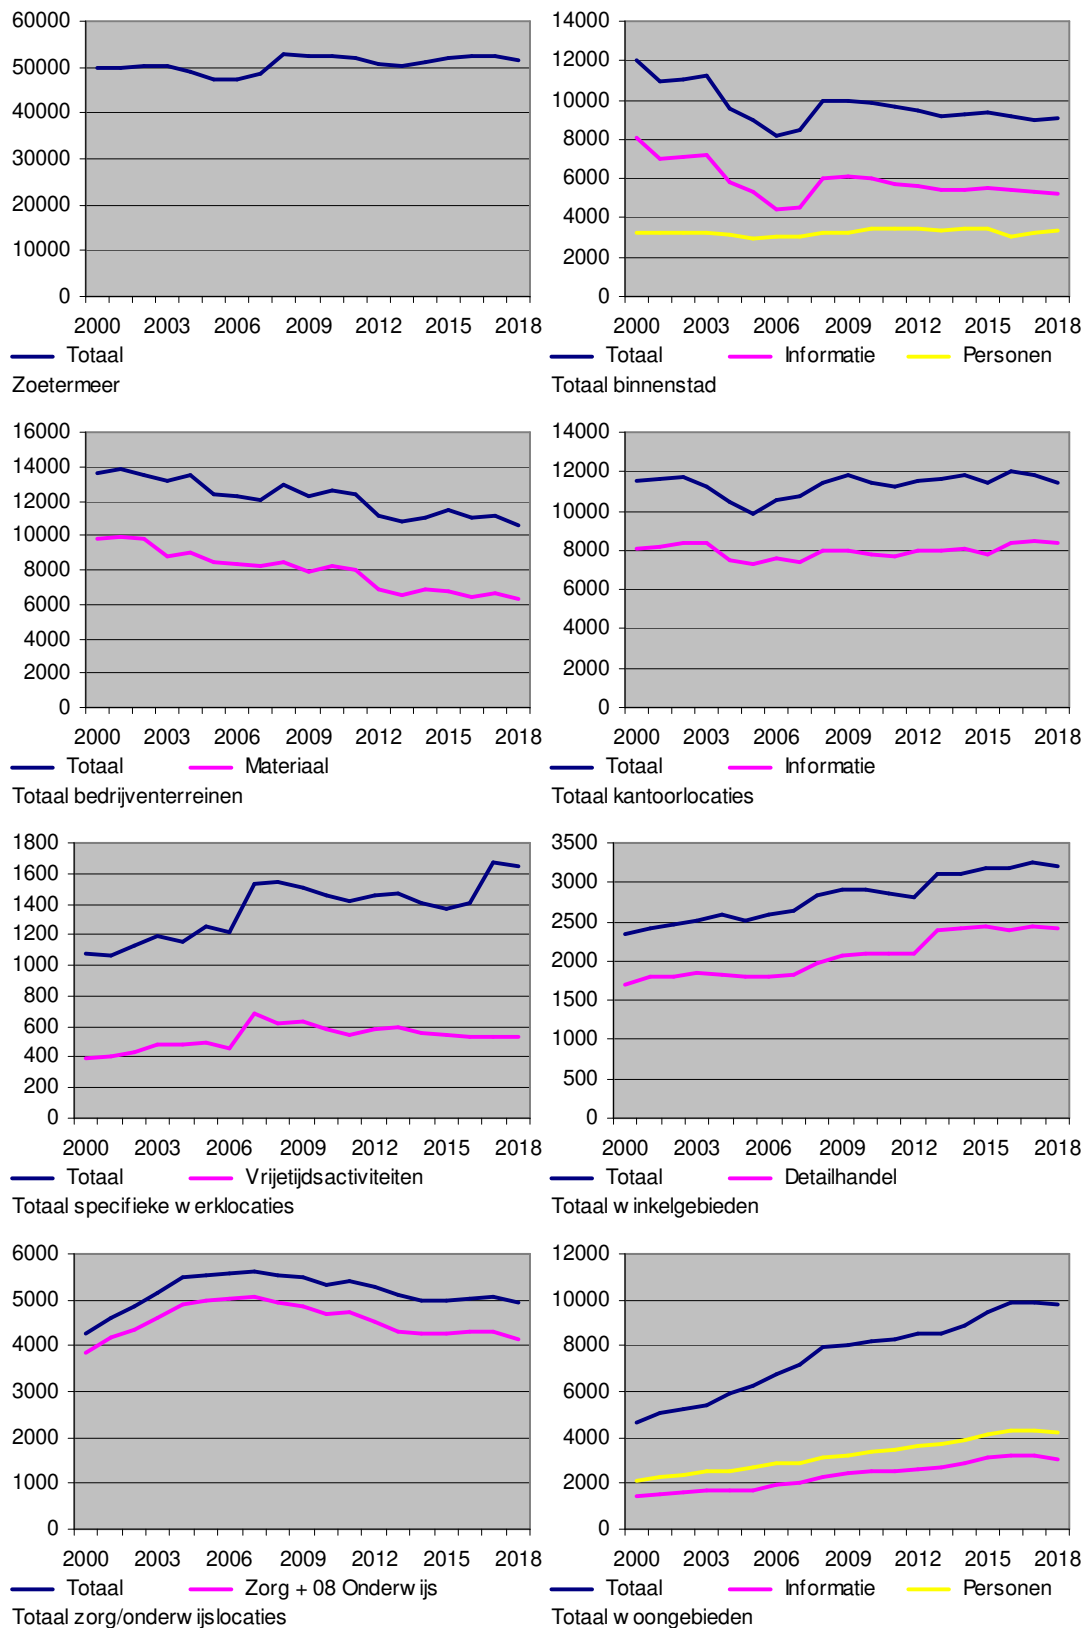 60000
50000
40000
30000
20000
10000
0
2000 2003 2006 2009 2012 2015 2018
Totaal
Zoetermeer
14000
12000
10000
8000
6000
4000
2000
0
2000 2003 2006 2009 2012 2015 2018
Totaal Informatie Personen
Totaal binnenstad
16000
14000
12000
10000
8000
6000
4000
2000
0
2000 2003 2006 2009 2012 2015 2018
Totaal Materiaal
Totaal bedrijventerreinen
14000
12000
10000
8000
6000
4000
2000
0
2000 2003 2006 2009 2012 2015 2018
Totaal Informatie
Totaal kantoorlocaties
1800
1600
1400
1200
1000
800
600
400
200
0
2000 2003 2006 2009 2012 2015 2018
Totaal Vrijetijdsactiviteiten
Totaal specifieke werklocaties
3500
3000
2500
2000
1500
1000
500
0
2000 2003 2006 2009 2012 2015 2018
Totaal Detailhandel
Totaal winkelgebieden
6000
5000
4000
3000
2000
1000
0
2000 2003 2006 2009 2012 2015 2018
Totaal Zorg + 08 Onderwijs
Totaal zorg/onderwijslocaties
12000
10000
8000
6000
4000
2000
0
2000 2003 2006 2009 2012 2015 2018
Totaal Informatie Personen
Totaal woongebieden